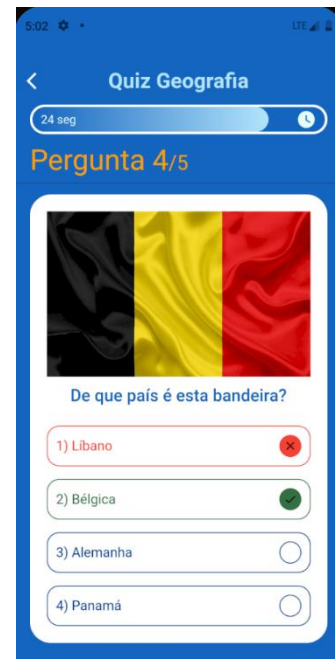 5:02 LTE
Quiz Geografia
24 seg
Pergunta 4/5
De que país é esta bandeira?
1) Líbano
2) Bélgica
3) Alemanha
4) Panamá